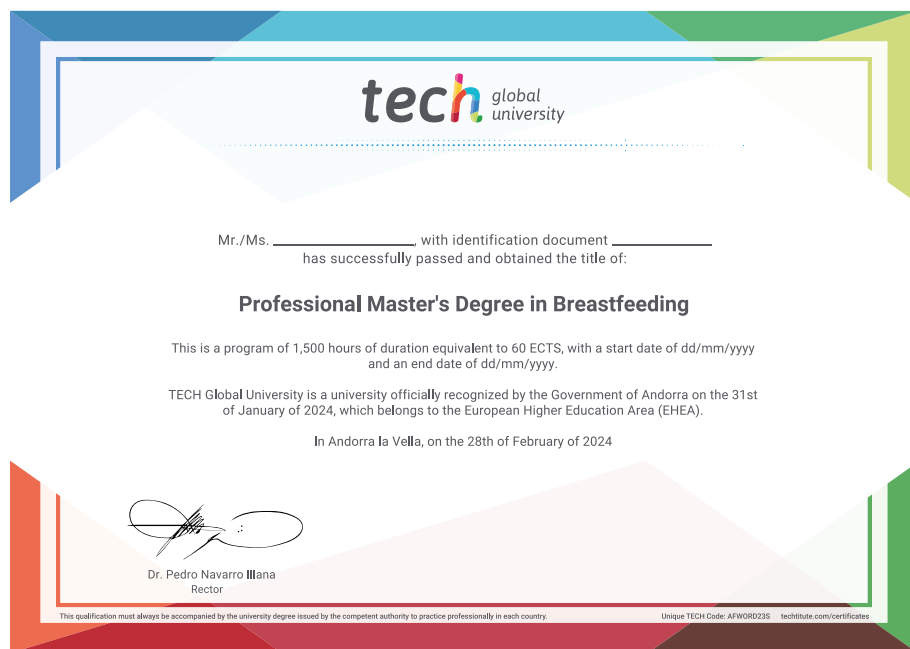 tech global university
Mr./Ms. ____________________, with identification document ______________
has successfully passed and obtained the title of:
Professional Master's Degree in Breastfeeding
This is a program of 1,500 hours of duration equivalent to 60 ECTS, with a start date of dd/mm/yyyy
and an end date of dd/mm/yyyy.
TECH Global University is a university officially recognized by the Government of Andorra on the 31st
of January of 2024, which belongs to the European Higher Education Area (EHEA).
In Andorra la Vella, on the 28th of February of 2024
Dr. Pedro Navarro Illana
Rector
This qualification must always be accompanied by the university degree issued by the competent authority to practice professionally in each country. Unique TECH Code: AFWORD23S techtitute.com/certificates